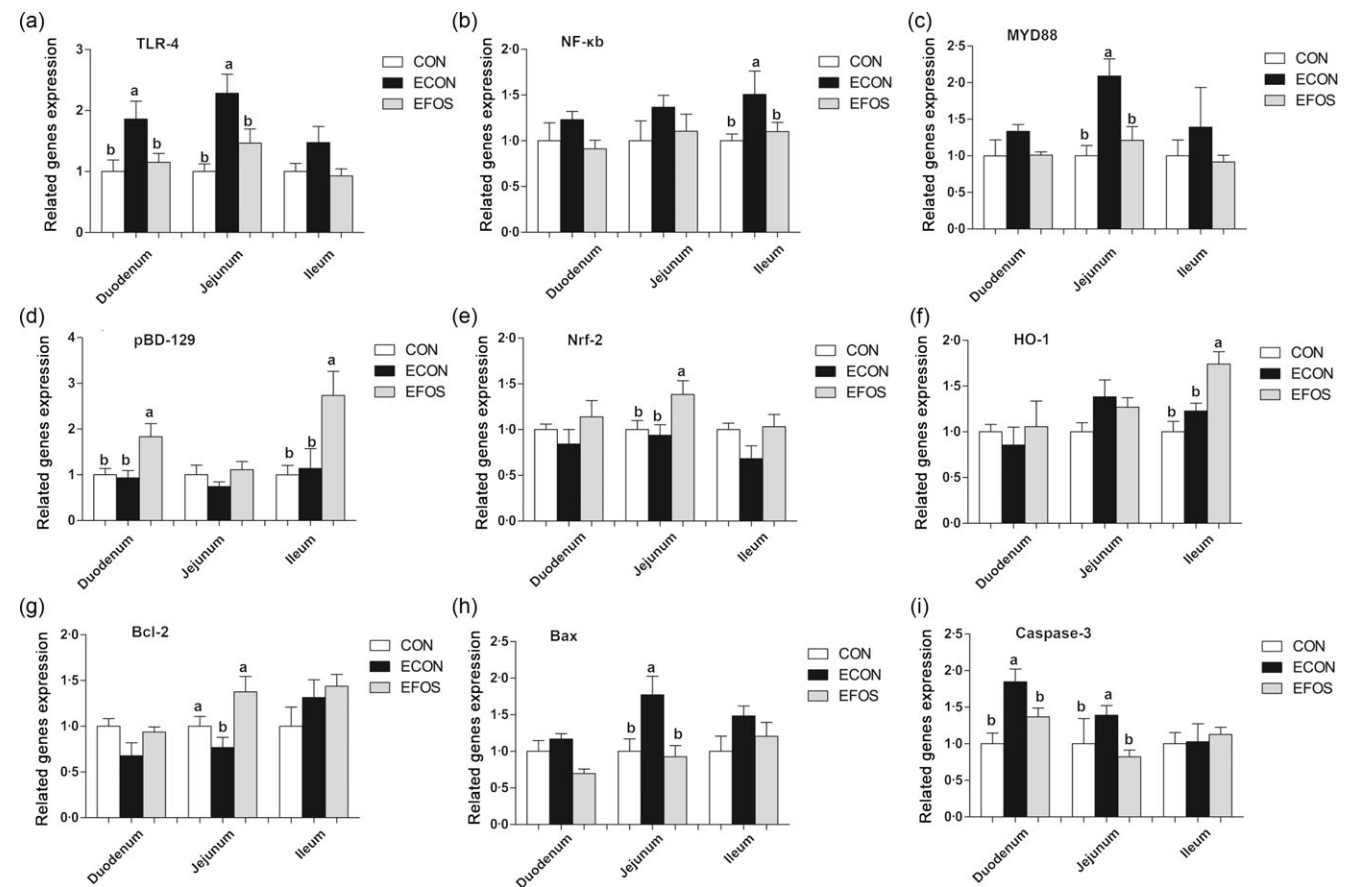 (a)
TLR-4
Related genes expression
3
2
1
0
a
b
b
a
b
b
CON
ECON
EFOS
Duodenum
Jejunum
Ileum
(b)
NF-κb
Related genes expression
2·0
1·5
1·0
0·5
0·0
a
b
b
CON
ECON
EFOS
Duodenum
Jejunum
Ileum
(c)
MYD88
Related genes expression
2·5
2·0
1·5
1·0
0·5
0·0
a
b
b
CON
ECON
EFOS
Duodenum
Jejunum
Ileum
(d)
pBD-129
Related genes expression
4
3
2
1
0
b
b
a
b
b
a
CON
ECON
EFOS
Duodenum
Jejunum
Ileum
(e)
Nrf-2
Related genes expression
2·0
1·5
1·0
0·5
0·0
b
b
a
CON
ECON
EFOS
Duodenum
Jejunum
Ileum
(f)
HO-1
Related genes expression
2·0
1·5
1·0
0·5
0·0
b
b
a
CON
ECON
EFOS
Duodenum
Jejunum
Ileum
(g)
Bcl-2
Related genes expression
2·0
1·5
1·0
0·5
0·0
a
b
a
CON
ECON
EFOS
Duodenum
Jejunum
Ileum
(h)
Bax
Related genes expression
2·5
2·0
1·5
1·0
0·5
0·0
b
a
b
CON
ECON
EFOS
Duodenum
Jejunum
Ileum
(i)
Caspase-3
Related genes expression
2·5
2·0
1·5
1·0
0·5
0·0
b
a
b
b
a
b
CON
ECON
EFOS
Duodenum
Jejunum
Ileum